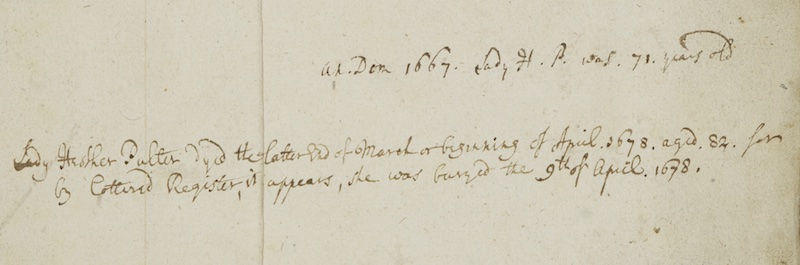 An. Dom 1667. Lady H. P. was. 71. years old
Lady Heshter Pulter dyed the latter End of March or beginning of April. 1678. aged. 82. for
by Cottered Register, it appears, she was buryed the 9th of April. 1678.